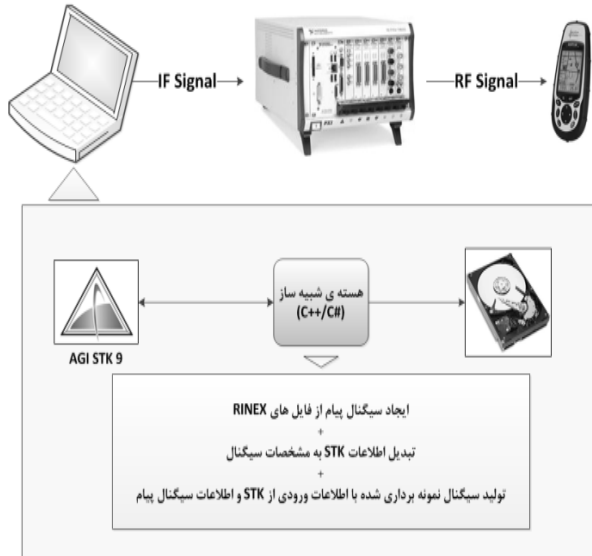 IF Signal
RF Signal
هسته ی شبیه ساز
(C++/C#)
AGI STK 9
ایجاد سیگنال پیام از فایل های RINEX
+
تبدیل اطلاعات STK به مشخصات سیگنال
+
تولید سیگنال نمونه برداری شده با اطلاعات ورودی از STK و اطلاعات سیگنال پیام